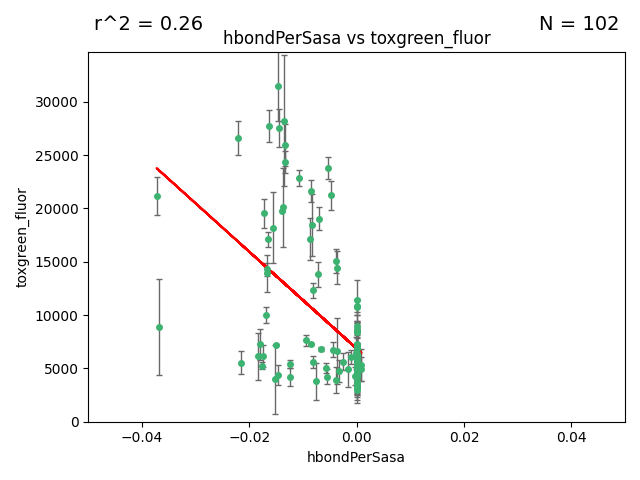 r^2 = 0.26
N = 102
hbondPerSasa vs toxgreen_fluor
30000
25000
20000
15000
10000
5000
0
toxgreen_fluor
−0.04
−0.02
0.00
0.02
0.04
hbondPerSasa